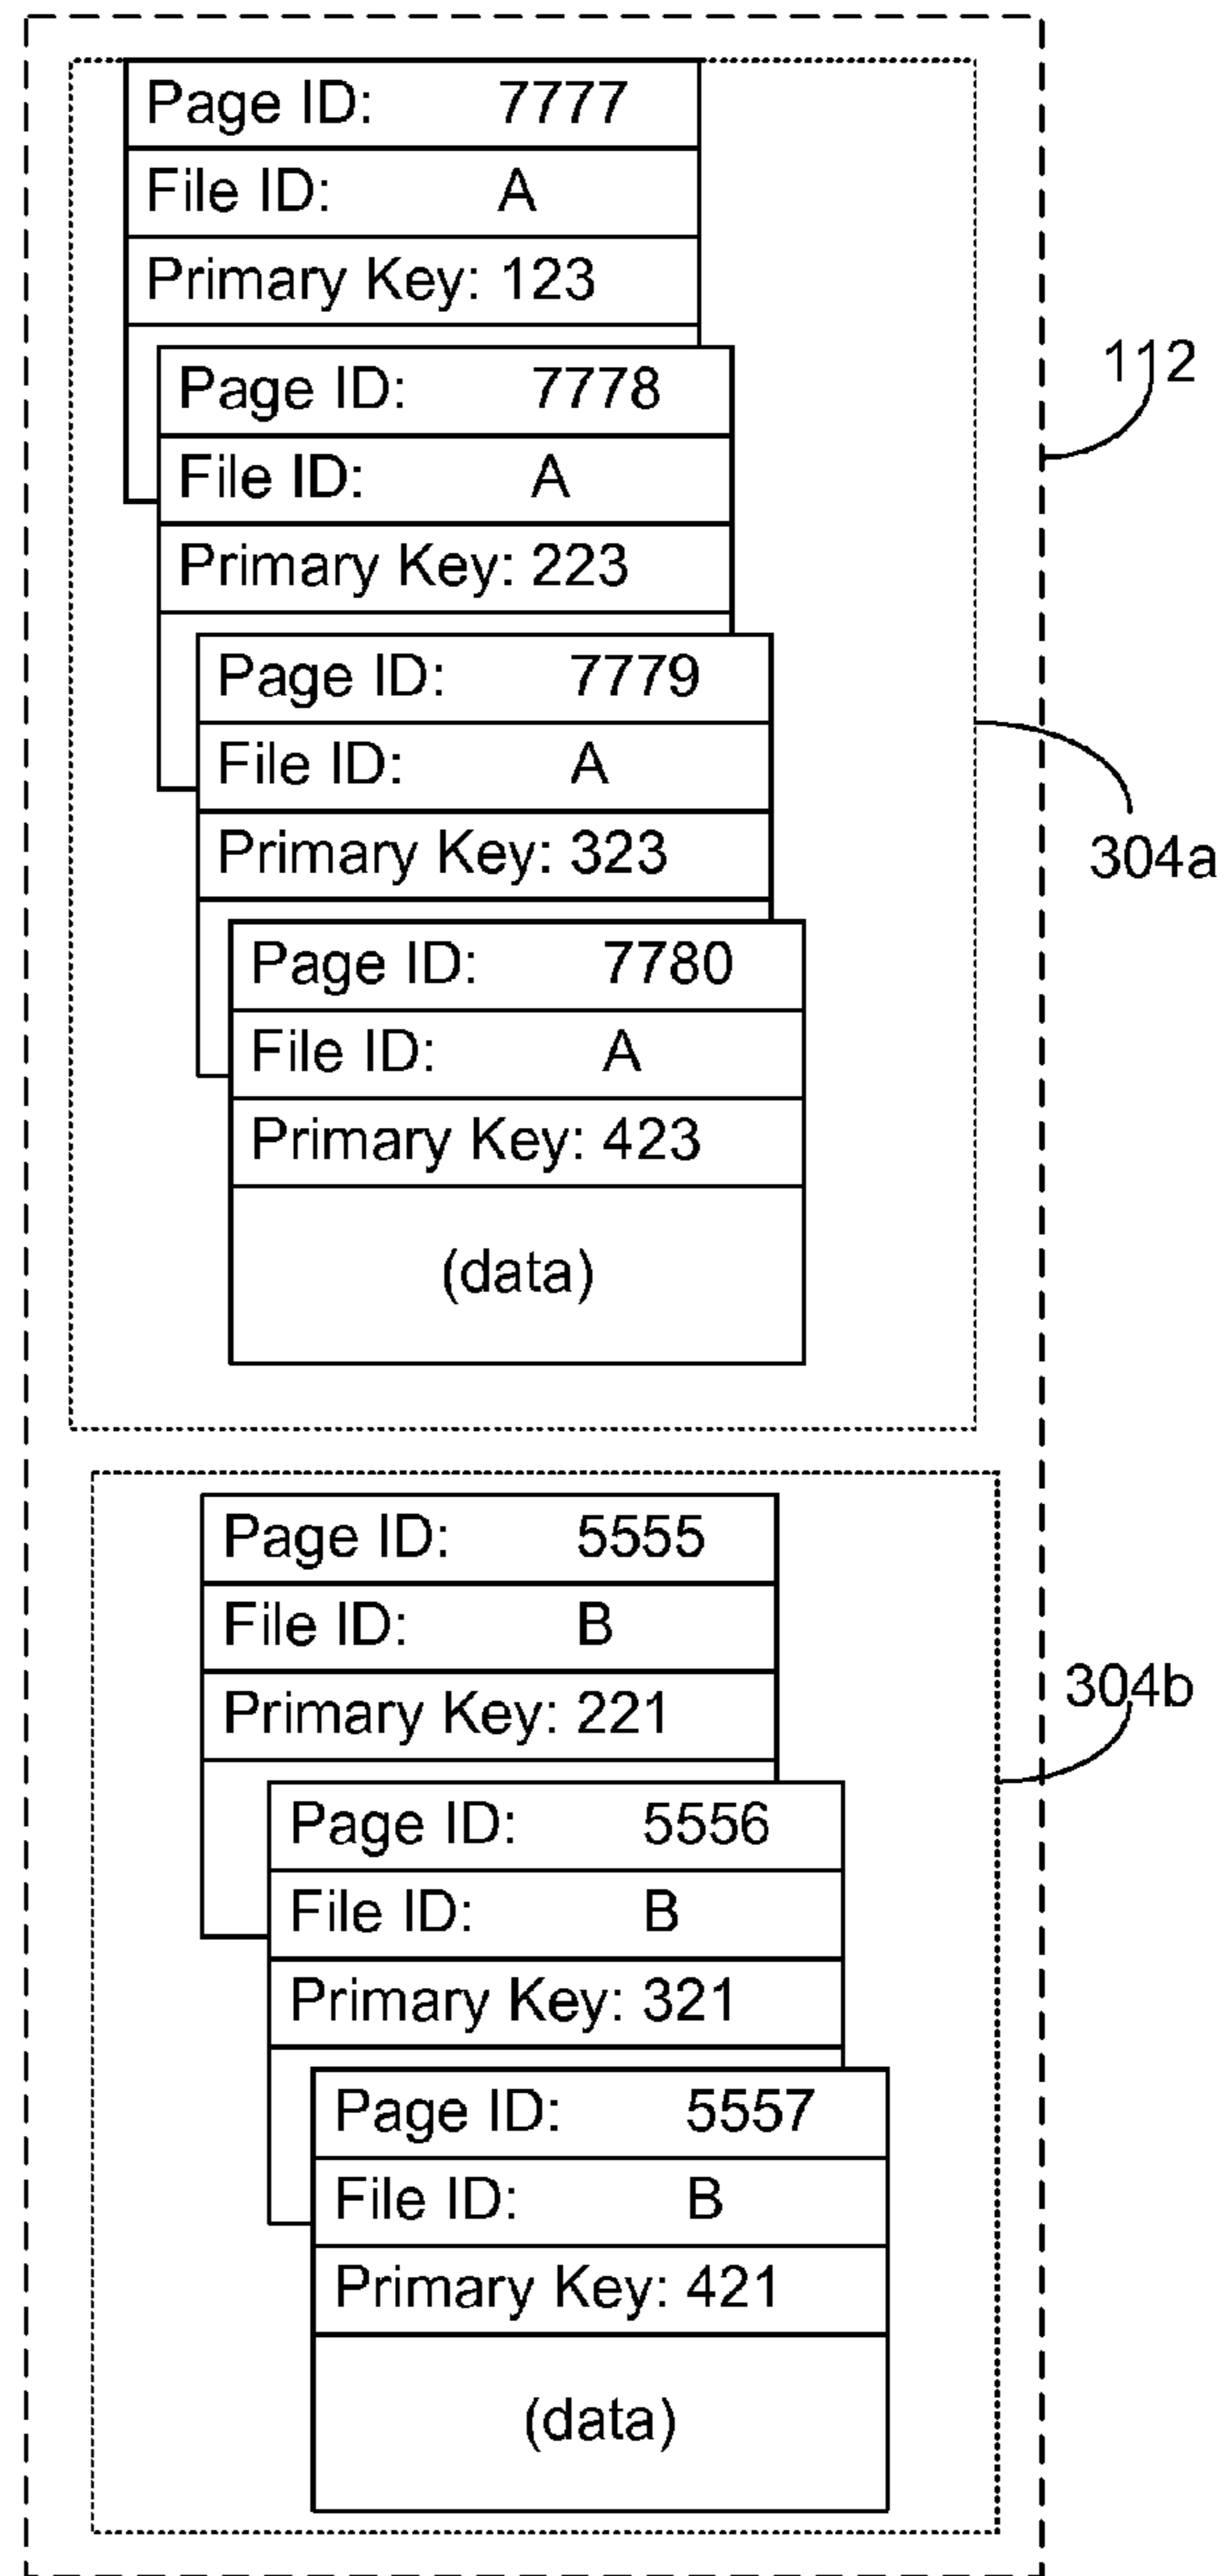 Page ID: 7777
File ID: A
Primary Key: 123
112
Page ID: 7778
File ID: A
Primary Key: 223
Page ID: 7779
File ID: A
Primary Key: 323
304a
Page ID: 7780
File ID: A
Primary Key: 423
(data)
Page ID: 5555
File ID: B
Primary Key: 221
304b
Page ID: 5556
File ID: B
Primary Key: 321
Page ID: 5557
File ID: B
Primary Key: 421
(data)